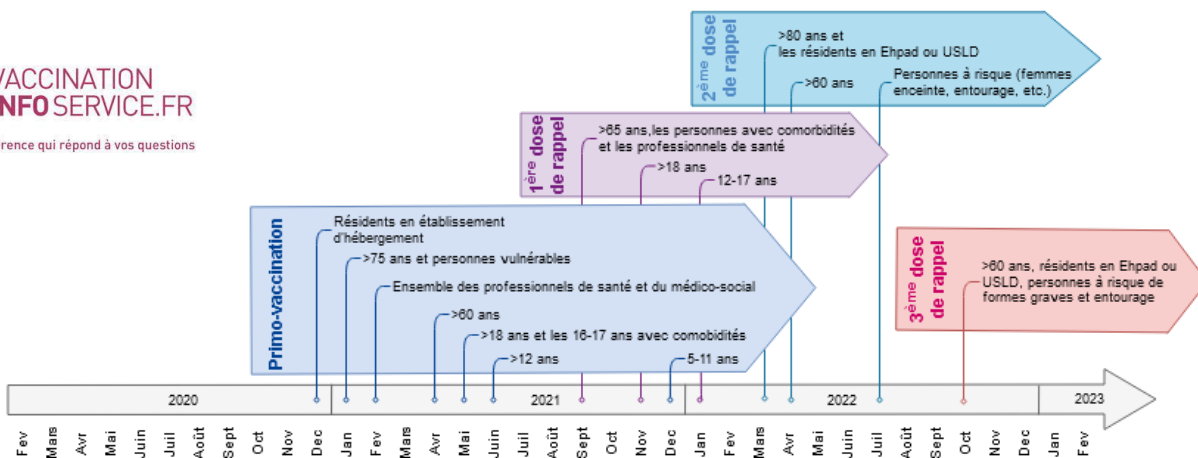 VACCINATION
INFO SERVICE.FR
rence qui répond à vos questions
2ème dose
de rappel
>80 ans et
les résidents en Ehpad ou USLD
>60 ans
Personnes à risque (femmes
enceinte, entourage, etc.)
1ère dose
de rappel
>65 ans,les personnes avec comorbidités
et les professionnels de santé
>18 ans
12-17 ans
Primo-vaccination
Résidents en établissement
d'hébergement
>75 ans et personnes vulnérables
Ensemble des professionnels de santé et du médico-social
>60 ans
>18 ans et les 16-17 ans avec comobidités
>12 ans
5-11 ans
3ème dose
de rappel
>60 ans, résidents en Ehpad ou
USLD, personnes à risque de
formes graves et entourage
2020 2021 2022 2023
Fev Mars Avr Mai Juin Juil Août Sept Oct Nov Dec Jan Fev Mars Avr Mai Juin Juil Août Sept Oct Nov Dec Jan Fev Mars Avr Mai Juin Juil Août Sept Oct Nov Dec Jan Fev